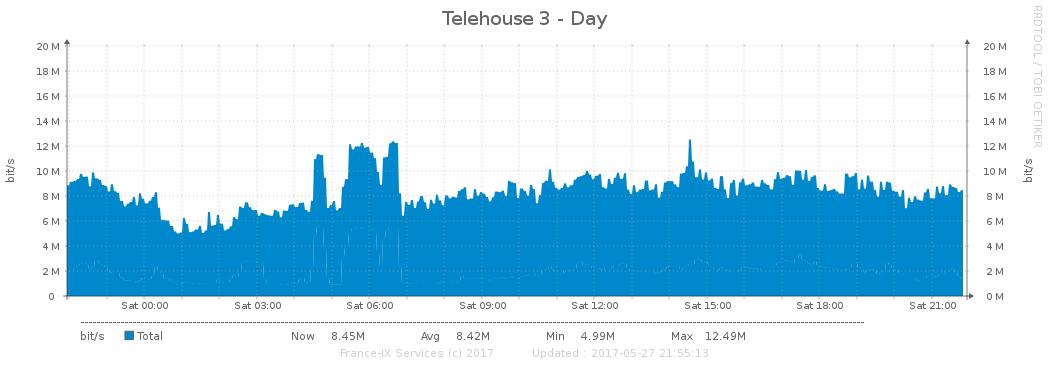 Telehouse 3 - Day
RRDTOOL / TOBI OETIKER
bit/s
20 M
18 M
16 M
14 M
12 M
10 M
8 M
6 M
4 M
2 M
0
20 M
18 M
16 M
14 M
12 M
10 M
8 M
6 M
4 M
2 M
0 M
bit/s
Sat 00:00 Sat 03:00 Sat 06:00 Sat 09:00 Sat 12:00 Sat 15:00 Sat 18:00 Sat 21:00
bit/s Total Now 8.45M Avg 8.42M Min 4.99M Max 12.49M
France-IX Services (c) 2017 Updated : 2017-05-27 21:55:13